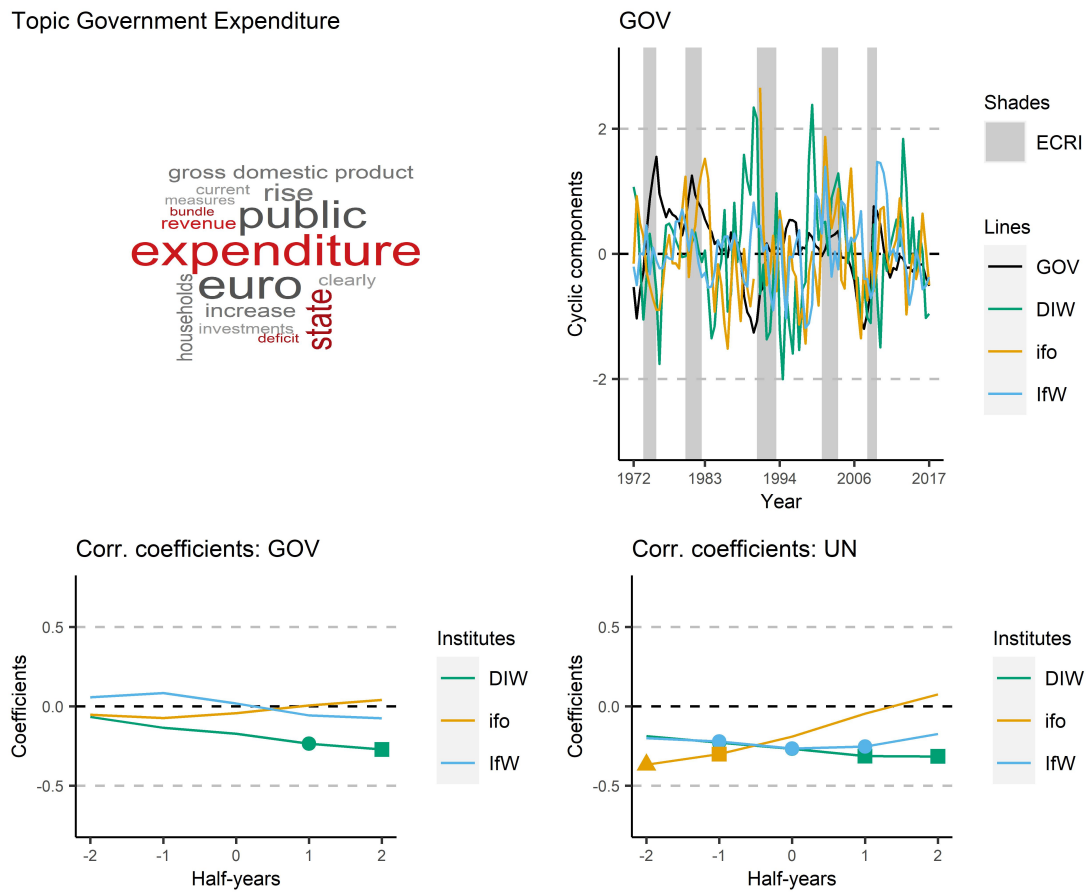 Topic Government Expenditure
gross domestic product
current
rise
measures
bundle
public
revenue
expenditure
households
euro
clearly
state
increase
investments
deficit
GOV
Cyclic components
2
0
-2
1972
1983
1994
2006
2017
Year
Shades
ECRI
Lines
GOV
DIW
ifo
IfW
Corr. coefficients: GOV
Coefficients
0.5
0.0
-0.5
-2
-1
0
1
2
Half-years
Institutes
DIW
ifo
IfW
Corr. coefficients: UN
Coefficients
0.5
0.0
-0.5
-2
-1
0
1
2
Half-years
Institutes
DIW
ifo
IfW